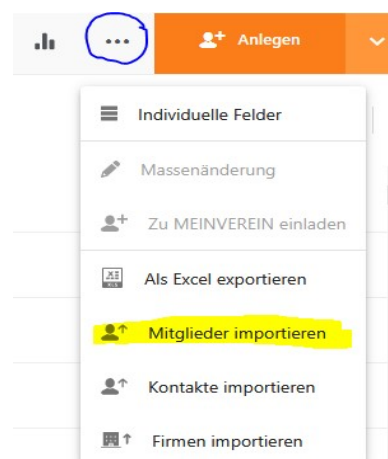 Anlegen
Individuelle Felder
Massenänderung
Zu MEINVEREIN einladen
Als Excel exportieren
Mitglieder importieren
Kontakte importieren
Firmen importieren